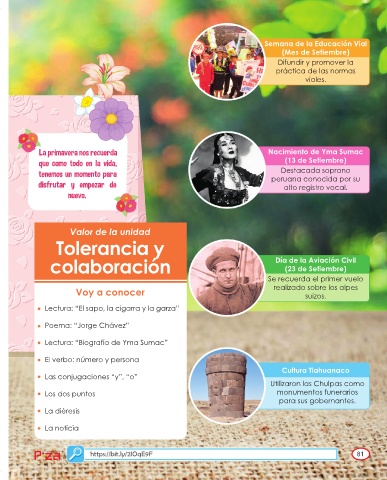 La primavera nos recuerda
que como todo en la vida,
tenemos un momento para
disfrutar y empezar de
nuevo.
Valor de la unidad
Tolerancia y
colaboración
Voy a conocer
• Lectura: “El sapo, la cigarra y la garza”
• Poema: “Jorge Chávez”
• Lectura: “Biografía de Yma Sumac”
• El verbo: número y persona
• Las conjugaciones “y”, “o”
• Los dos puntos
• La diéresis
• La noticia
Semana de la Educación Vial
(Mes de Setiembre)
Difundir y promover la
práctica de las normas
viales.
Nacimiento de Yma Sumac
(13 de Setiembre)
Destacada soprano
peruana conocida por su
alto registro vocal.
Día de la Aviación Civil
(23 de Setiembre)
Se recuerda el primer vuelo
realizado sobre los alpes
suizos.
Cultura Tiahuanaco
Utilizaron las Chulpas como
monumentos funerarios
para sus gobernantes.
https://bit.ly/2lOqE9F
81